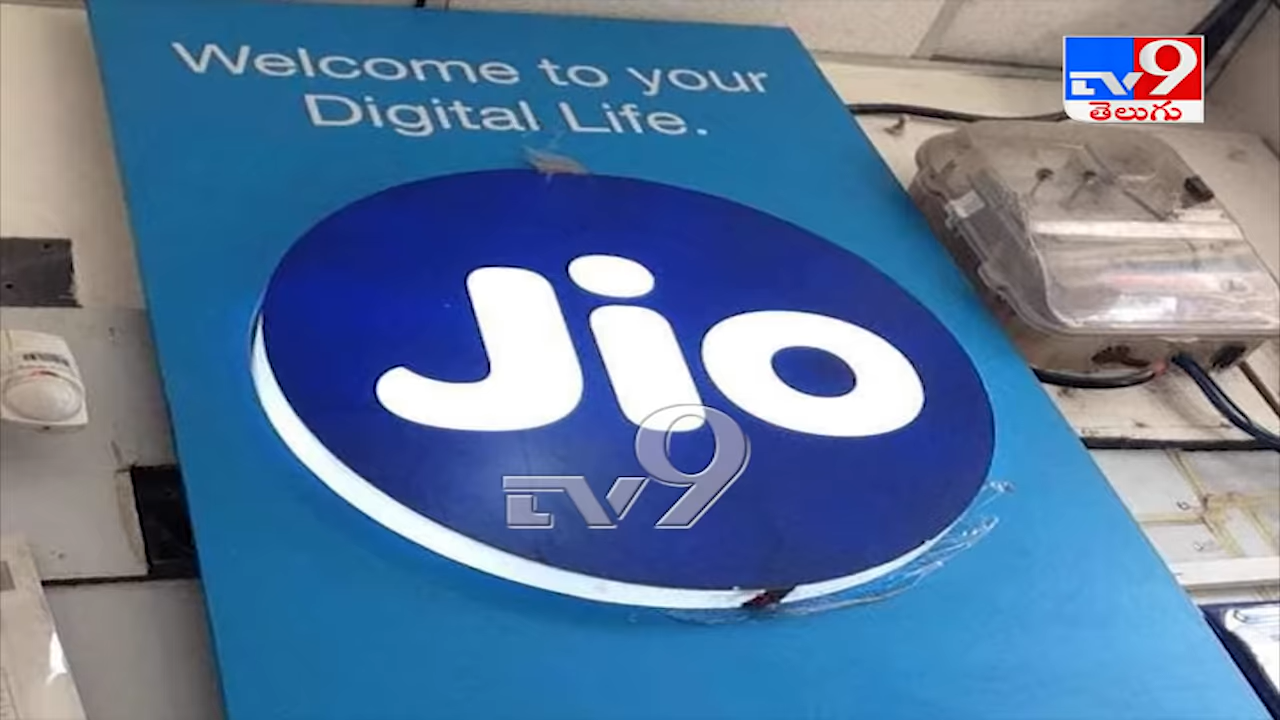 Welcome to your
Digital Life.
TV9
తెలుగు
Jio
TV9